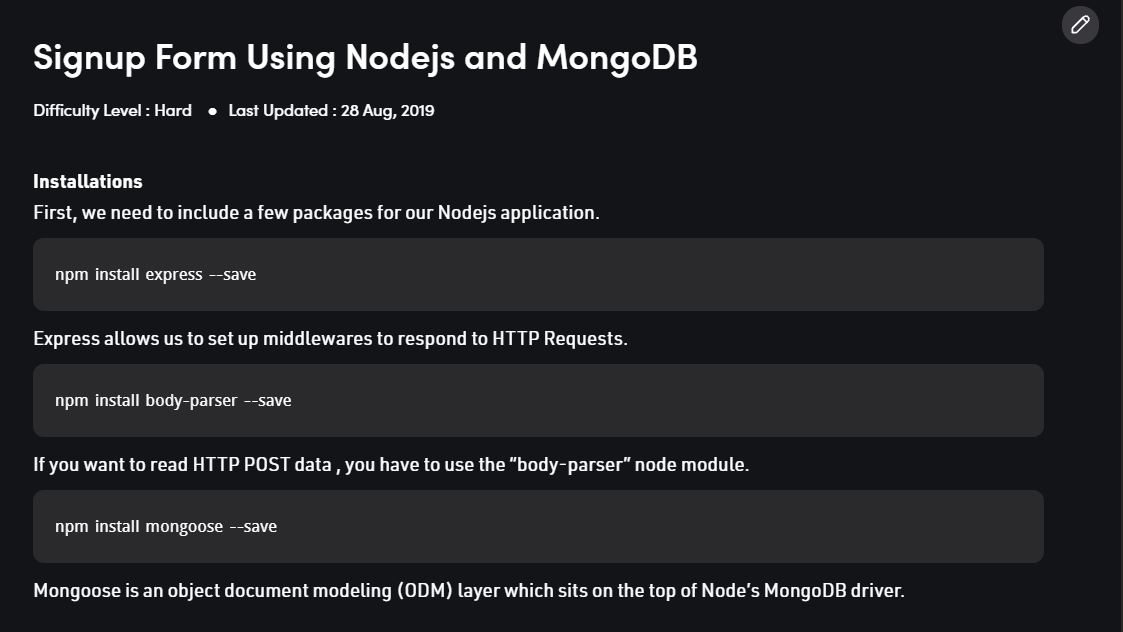 Signup Form Using Nodejs and MongoDB
Difficulty Level : Hard ● Last Updated : 28 Aug, 2019
Installations
First, we need to include a few packages for our Nodejs application.
npm install express --save
Express allows us to set up middlewares to respond to HTTP Requests.
npm install body-parser --save
If you want to read HTTP POST data , you have to use the “body-parser” node module.
npm install mongoose --save
Mongoose is an object document modeling (ODM) layer which sits on the top of Node’s MongoDB driver.